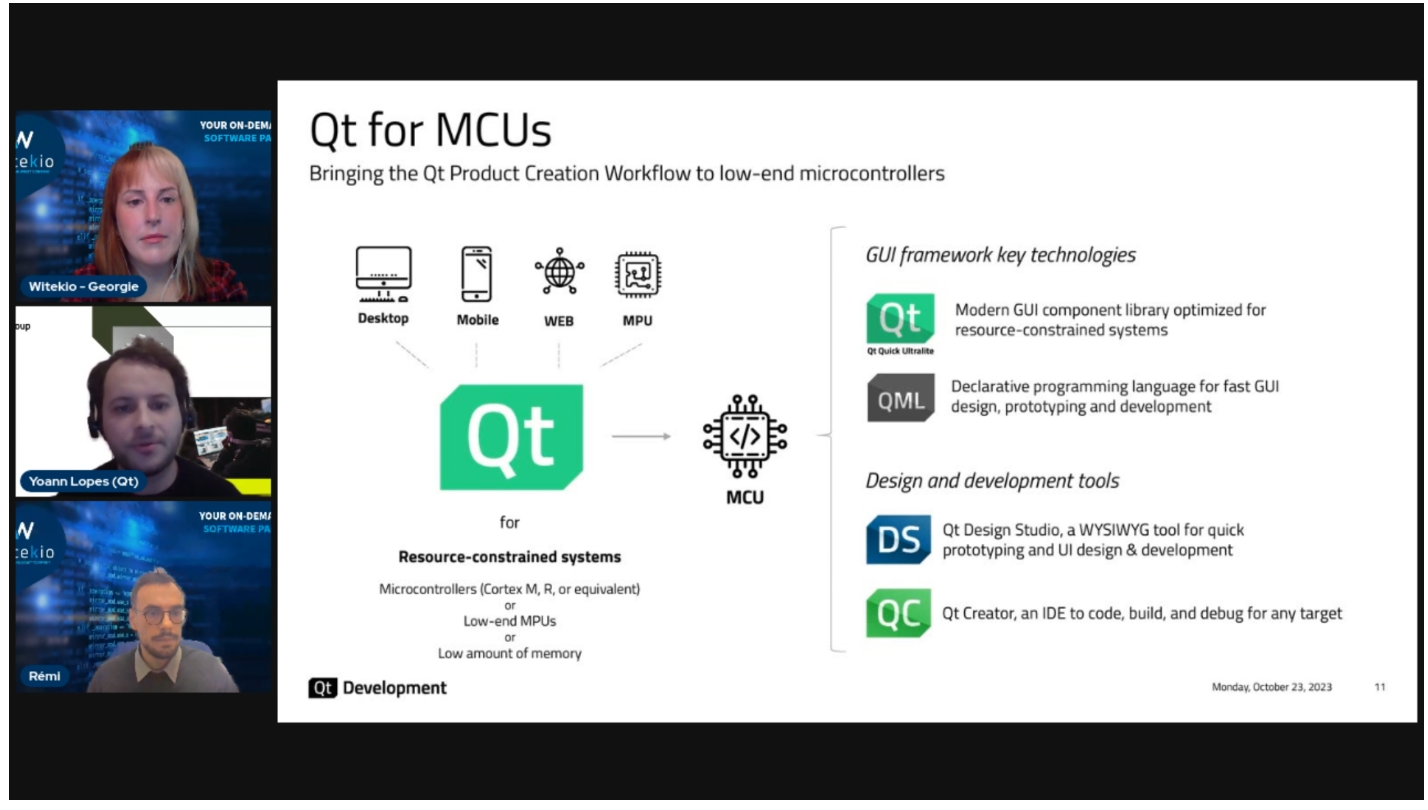 YOUR ON-DEMA
SOFTWARE PA
W
tekio
Witekio - Georgie
oup
Yoann Lopes (Qt)
YOUR ON-DEMA
SOFTWARE PA
W
tekio
Rémi
Qt for MCUs
Bringing the Qt Product Creation Workflow to low-end microcontrollers
Desktop
Mobile
WEB
MPU
Qt
</>
MCU
for
Resource-constrained systems
Microcontrollers (Cortex M, R, or equivalent)
or
Low-end MPUs
or
Low amount of memory
GUI framework key technologies
Qt
Qt Quick Ultralite
Modern GUI component library optimized for
resource-constrained systems
QML
Declarative programming language for fast GUI
design, prototyping and development
Design and development tools
DS
Qt Design Studio, a WYSIWYG tool for quick
prototyping and UI design & development
QC
Qt Creator, an IDE to code, build, and debug for any target
Qt Development
Monday, October 23, 2023
11